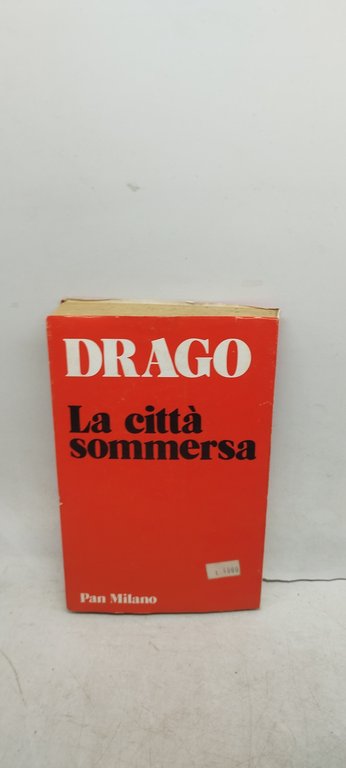 DRAGO
La città
sommersa
Pan Milano